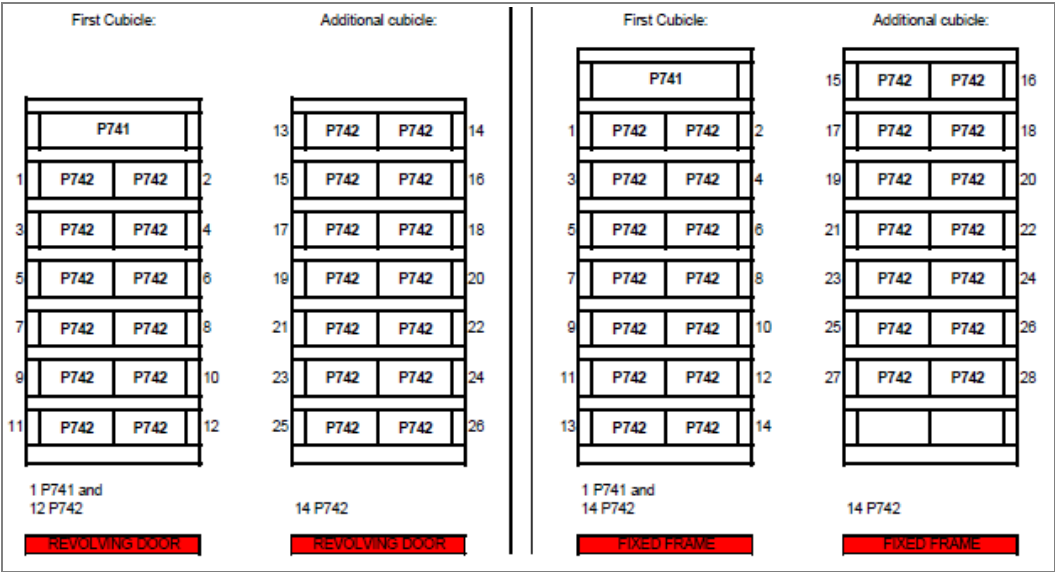 First Cubicle:
Additional cubicle:
P741
13 P742 P742 14
1 P742 P742 2
15 P742 P742 16
3 P742 P742 4
17 P742 P742 18
5 P742 P742 6
19 P742 P742 20
7 P742 P742 8
21 P742 P742 22
9 P742 P742 10
23 P742 P742 24
11 P742 P742 12
25 P742 P742 26
1 P741 and
12 P742
14 P742
REVOLVING DOOR
REVOLVING DOOR
First Cubicle:
Additional cubicle:
P741
15 P742 P742 16
1 P742 P742 2
17 P742 P742 18
3 P742 P742 4
19 P742 P742 20
5 P742 P742 6
21 P742 P742 22
7 P742 P742 8
23 P742 P742 24
9 P742 P742 10
25 P742 P742 26
11 P742 P742 12
27 P742 P742 28
13 P742 P742 14
1 P741 and
14 P742
14 P742
FIXED FRAME
FIXED FRAME